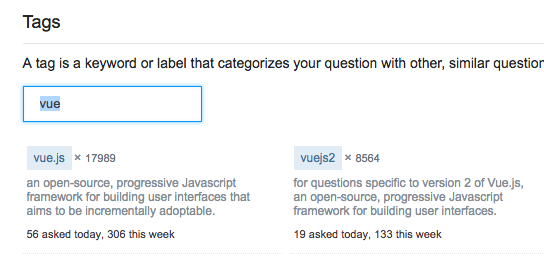 Tags
A tag is a keyword or label that categorizes your question with other, similar question
vue
vue.js × 17989
an open-source, progressive Javascript
framework for building user interfaces that
aims to be incrementally adoptable.
56 asked today, 306 this week
vuejs2 × 8564
for questions specific to version 2 of Vue.js,
an open-source, progressive Javascript
framework for building user interfaces.
19 asked today, 133 this week